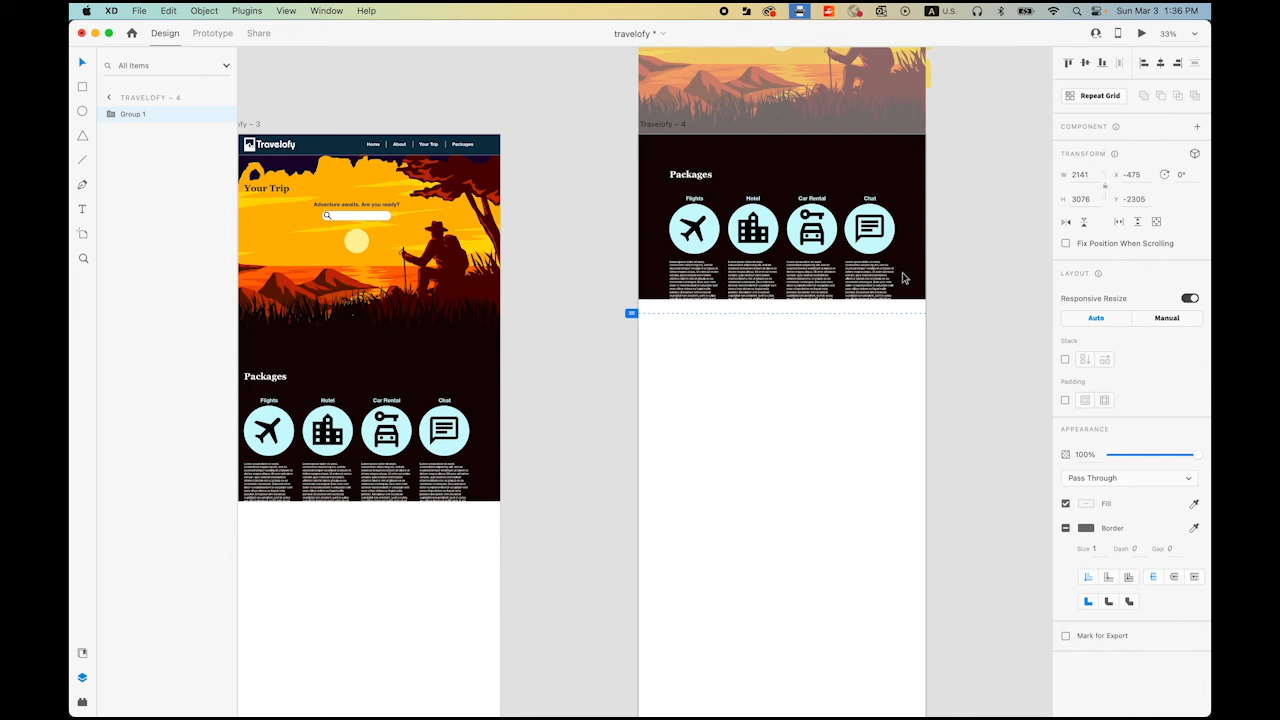 XD File Edit Object Plugins View Window Help
A U.S. Sun Mar 3 1:36 PM
Design Prototype Share
travelofy *
33%
All Items
TRAVELOFY – 4
Group 1
fy – 3
Travelofy
Home | About | Your Trip | Packages
Your Trip
Adventure awaits. Are you ready?
Packages
Flights Hotel Car Rental Chat
Travelofy – 4
Packages
Flights Hotel Car Rental Chat
Repeat Grid
COMPONENT
TRANSFORM
W 2141 X -475 0°
H 3076 Y -2305
Fix Position When Scrolling
LAYOUT
Responsive Resize
Auto Manual
Stack
Padding
APPEARANCE
100%
Pass Through
Fill
Border
Size 1 Dash 0 Gap 0
Mark for Export